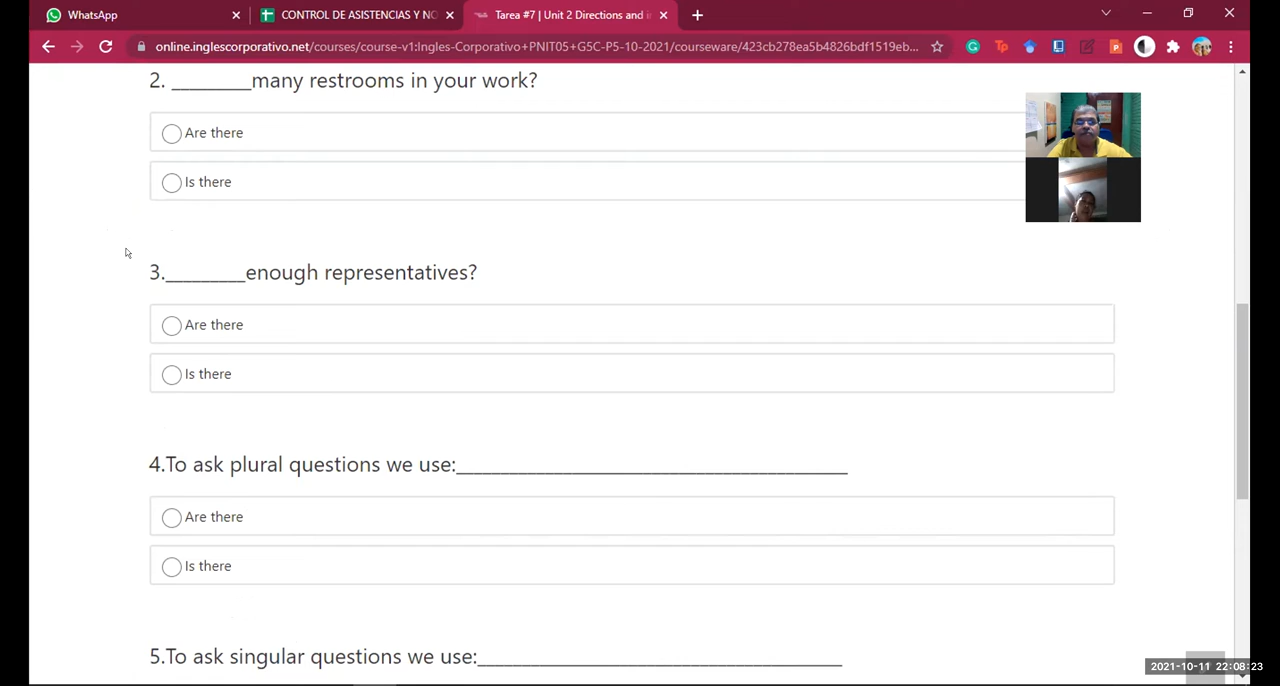 WhatsApp
CONTROL DE ASISTENCIAS Y NO
Tarea #7 | Unit 2 Directions and i
online.inglescorporativo.net/courses/course-v1:Ingles-Corporativo+PNIT05+G5C-P5-10-2021/courseware/423cb278ea5b4826bdf1519eb...
2. ________many restrooms in your work?
Are there
Is there
3._________enough representatives?
Are there
Is there
4.To ask plural questions we use:___________________________________________
Are there
Is there
5.To ask singular questions we use:________________________________________
2021-10-11 22:08:23